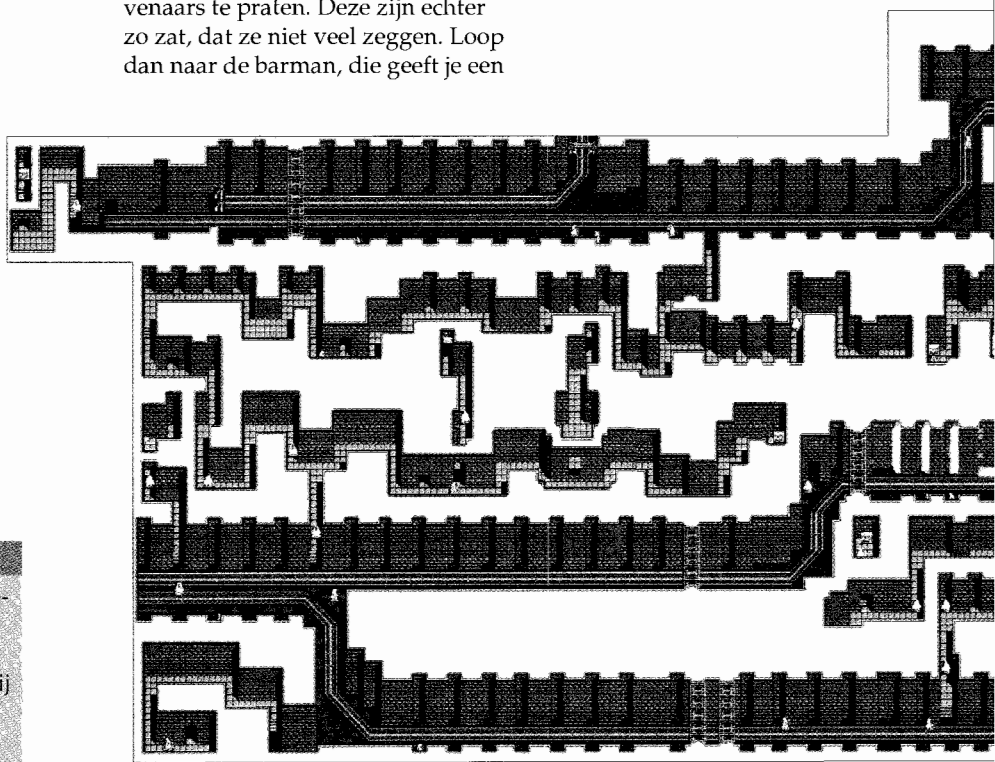 venaars te praten. Deze zijn echter
zo zat, dat ze niet veel zeggen. Loop
dan naar de barman, die geeft je een
ij